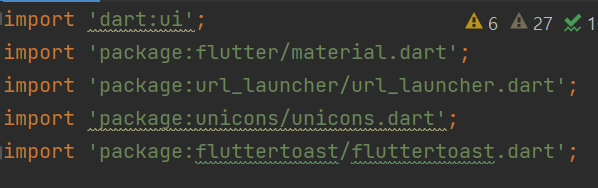 import 'dart:ui';
6 27 1
import 'package:flutter/material.dart';
import 'package:url_launcher/url_launcher.dart';
import 'package:unicons/unicons.dart';
import 'package:fluttertoast/fluttertoast.dart';